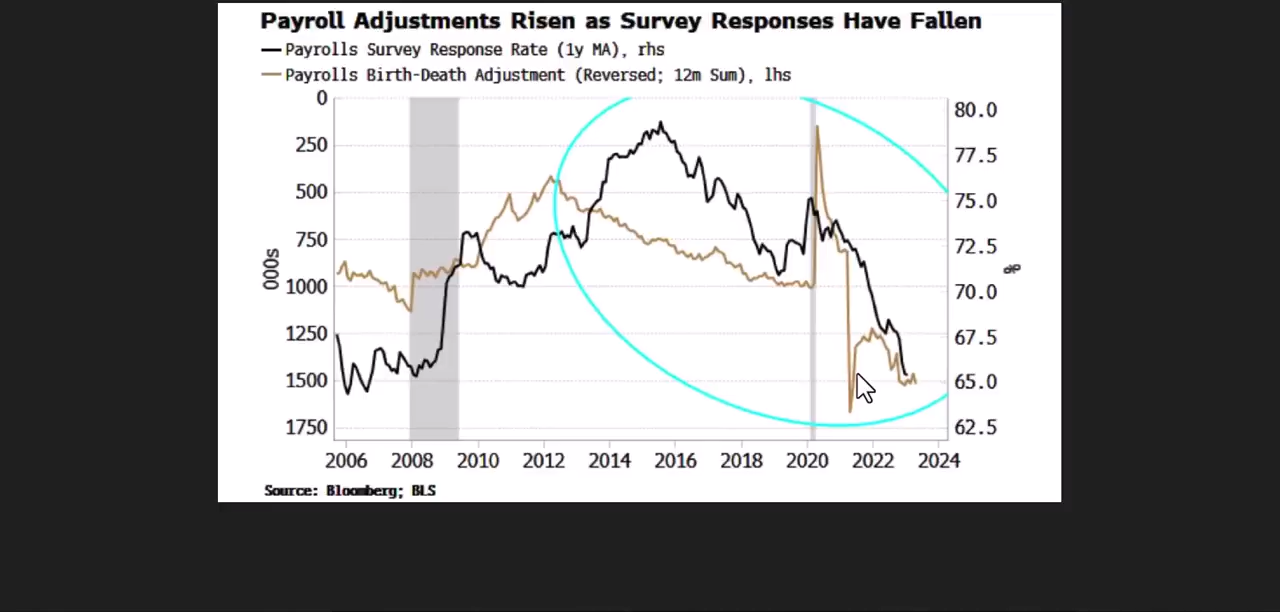 Payroll Adjustments Risen as Survey Responses Have Fallen
Payrolls Survey Response Rate (1y MA), rhs
Payrolls Birth-Death Adjustment (Reversed; 12m Sum), lhs
0
250
500
750
1000
1250
1500
1750
000s
80.0
77.5
75.0
72.5
70.0
67.5
65.0
62.5
%
2006 2008 2010 2012 2014 2016 2018 2020 2022 2024
Source: Bloomberg; BLS